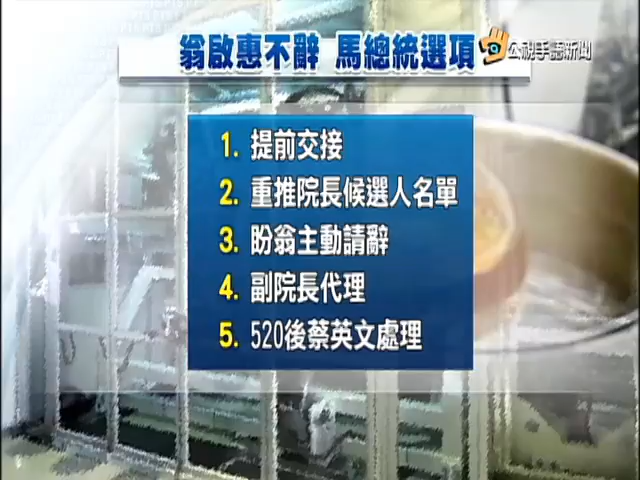 翁啟惠不辭 馬總統選項
公視手語新聞
1. 提前交接
2. 重推院長候選人名單
3. 盼翁主動請辭
4. 副院長代理
5. 520後蔡英文處理